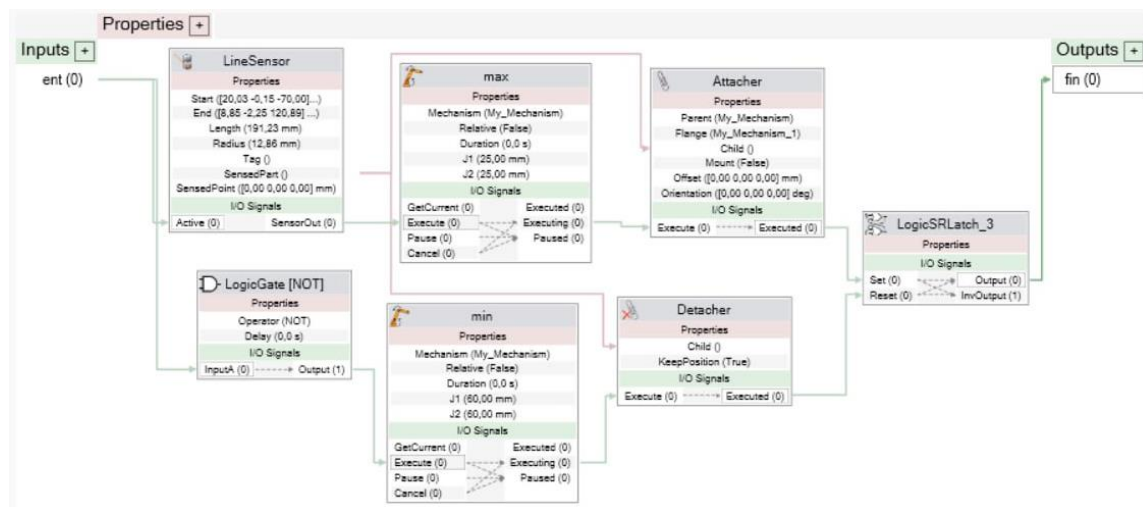 Properties +
Inputs +
ent (0)
LineSensor
Properties
Start ([20,03 -0,15 -70,00]...)
End ([8,85 -2,25 120,89] ...)
Length (191,23 mm)
Radius (12,86 mm)
Tag ()
SensedPart ()
SensedPoint ([0,00 0,00 0,00] mm)
I/O Signals
Active (0) SensorOut (0)
max
Properties
Mechanism (My_Mechanism)
Relative (False)
Duration (0,0 s)
J1 (25,00 mm)
J2 (25,00 mm)
I/O Signals
GetCurrent (0) Executed (0)
Execute (0) Executing (0)
Pause (0) Paused (0)
Cancel (0)
Attacher
Properties
Parent (My_Mechanism)
Flange (My_Mechanism_1)
Child ()
Mount (False)
Offset ([0,00 0,00 0,00] mm)
Orientation ([0,00 0,00 0,00] deg)
I/O Signals
Execute (0) Executed (0)
Outputs +
fin (0)
LogicGate [NOT]
Properties
Operator (NOT)
Delay (0,0 s)
I/O Signals
InputA (0) Output (1)
min
Properties
Mechanism (My_Mechanism)
Relative (False)
Duration (0,0 s)
J1 (60,00 mm)
J2 (60,00 mm)
I/O Signals
GetCurrent (0) Executed (0)
Execute (0) Executing (0)
Pause (0) Paused (0)
Cancel (0)
Detacher
Properties
Child ()
KeepPosition (True)
I/O Signals
Execute (0) Executed (0)
LogicSRLatch_3
Properties
I/O Signals
Set (0) Output (0)
Reset (0) InvOutput (1)